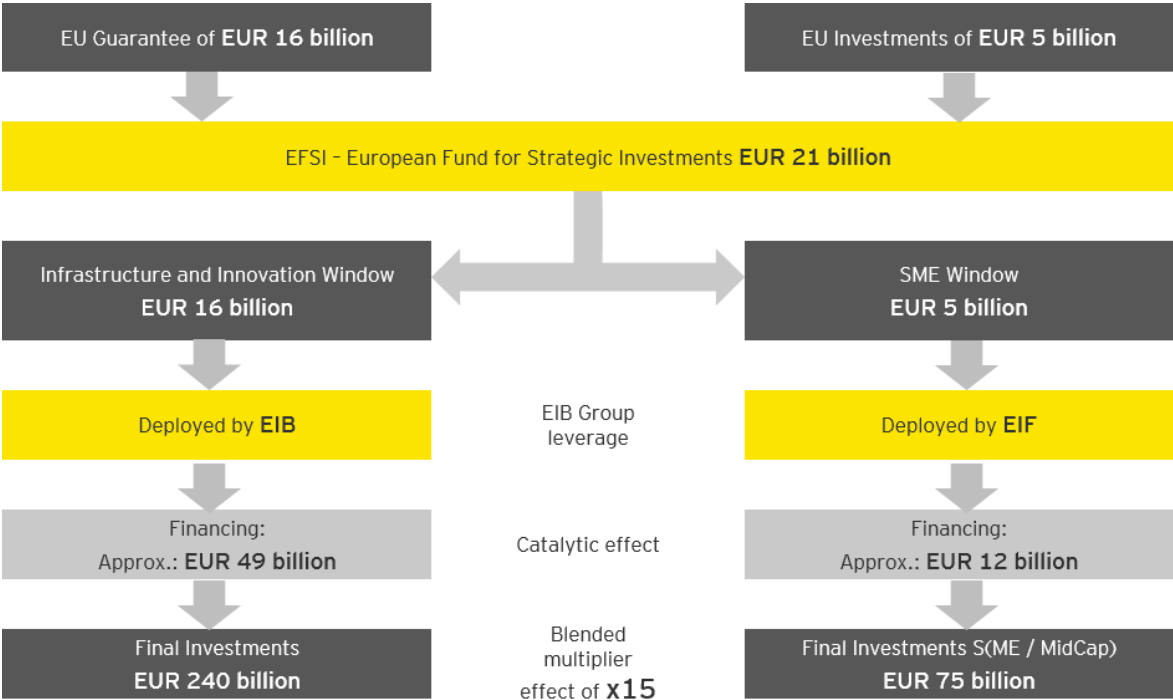 EU Guarantee of EUR 16 billion
EU Investments of EUR 5 billion
EFSI - European Fund for Strategic Investments EUR 21 billion
Infrastructure and Innovation Window
EUR 16 billion
SME Window
EUR 5 billion
Deployed by EIB
EIB Group
leverage
Deployed by EIF
Financing:
Approx.: EUR 49 billion
Catalytic effect
Financing:
Approx.: EUR 12 billion
Final Investments
EUR 240 billion
Blended
multiplier
effect of x15
Final Investments S(ME / MidCap)
EUR 75 billion